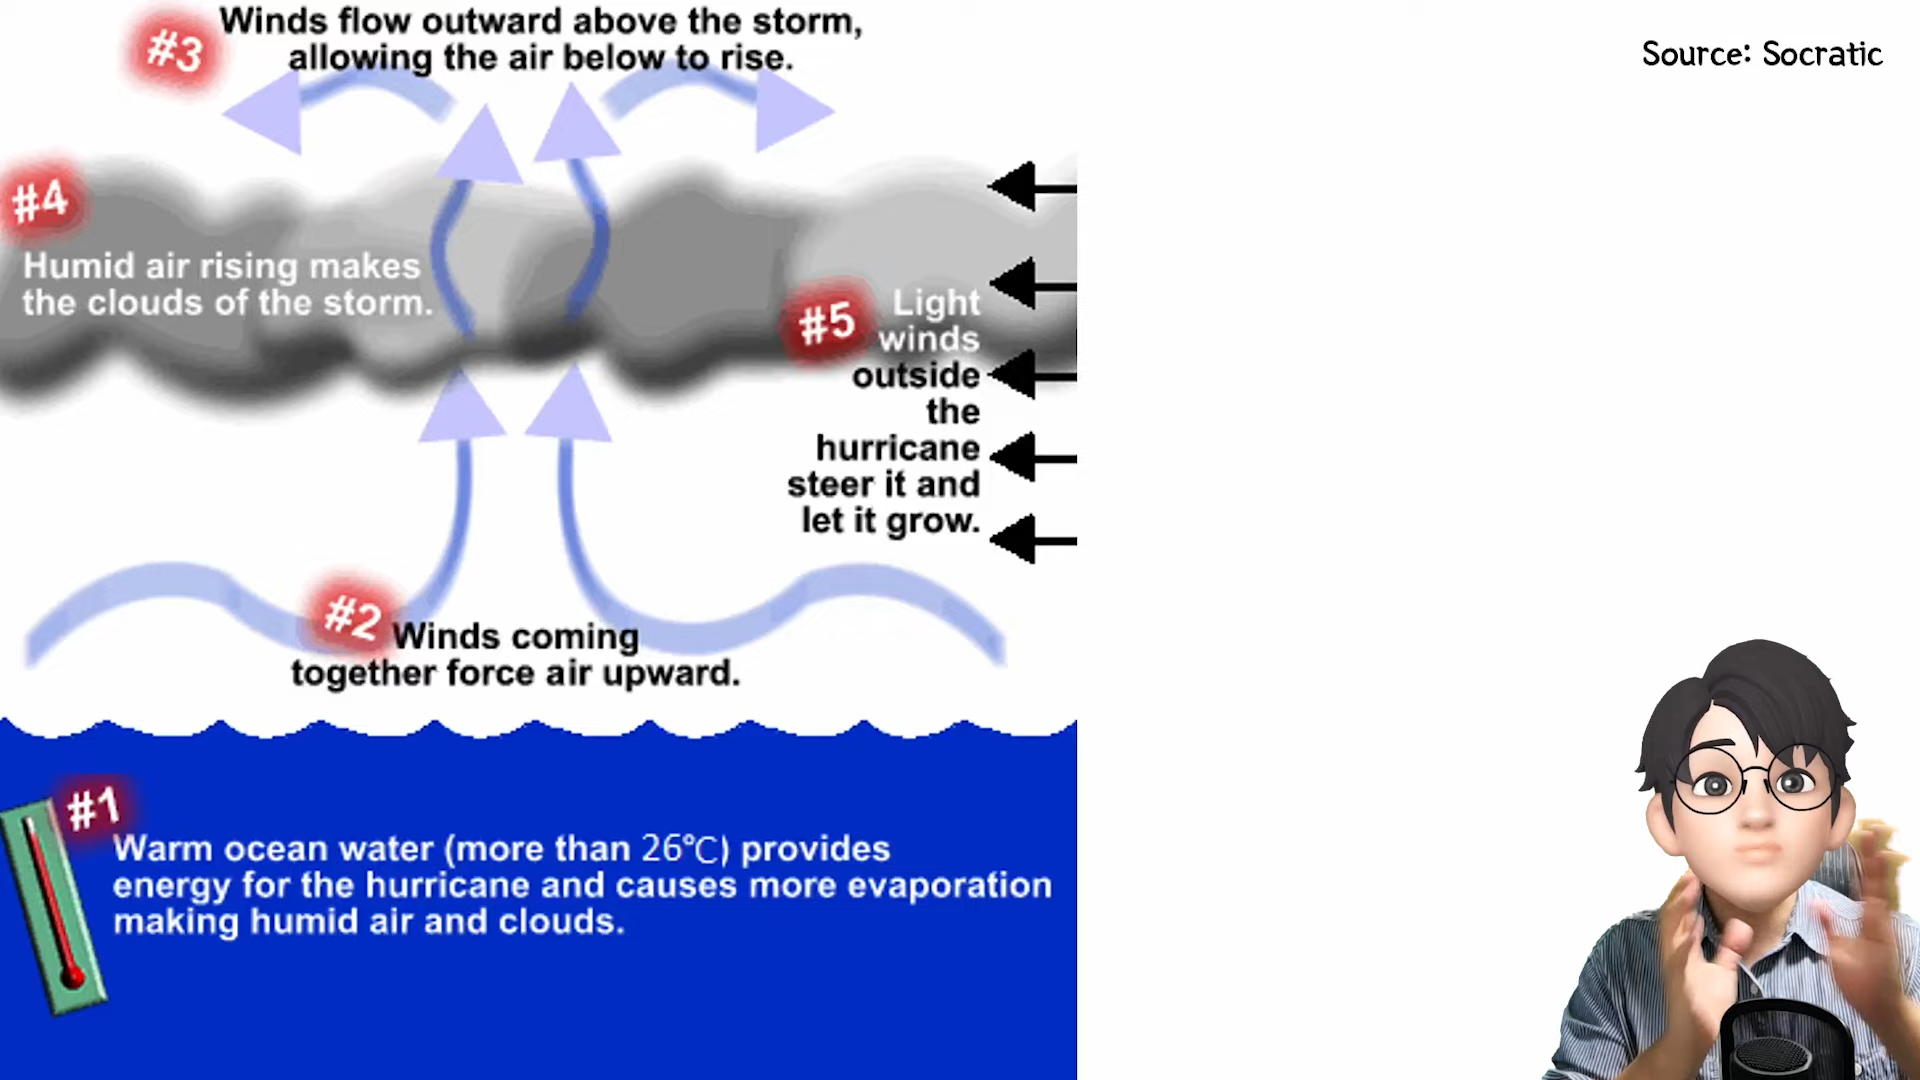 #3
Winds flow outward above the storm,
allowing the air below to rise.
Source: Socratic
#4
Humid air rising makes
the clouds of the storm.
#5
Light
winds
outside
the
hurricane
steer it and
let it grow.
#2
Winds coming
together force air upward.
#1
Warm ocean water (more than 26°C) provides
energy for the hurricane and causes more evaporation
making humid air and clouds.